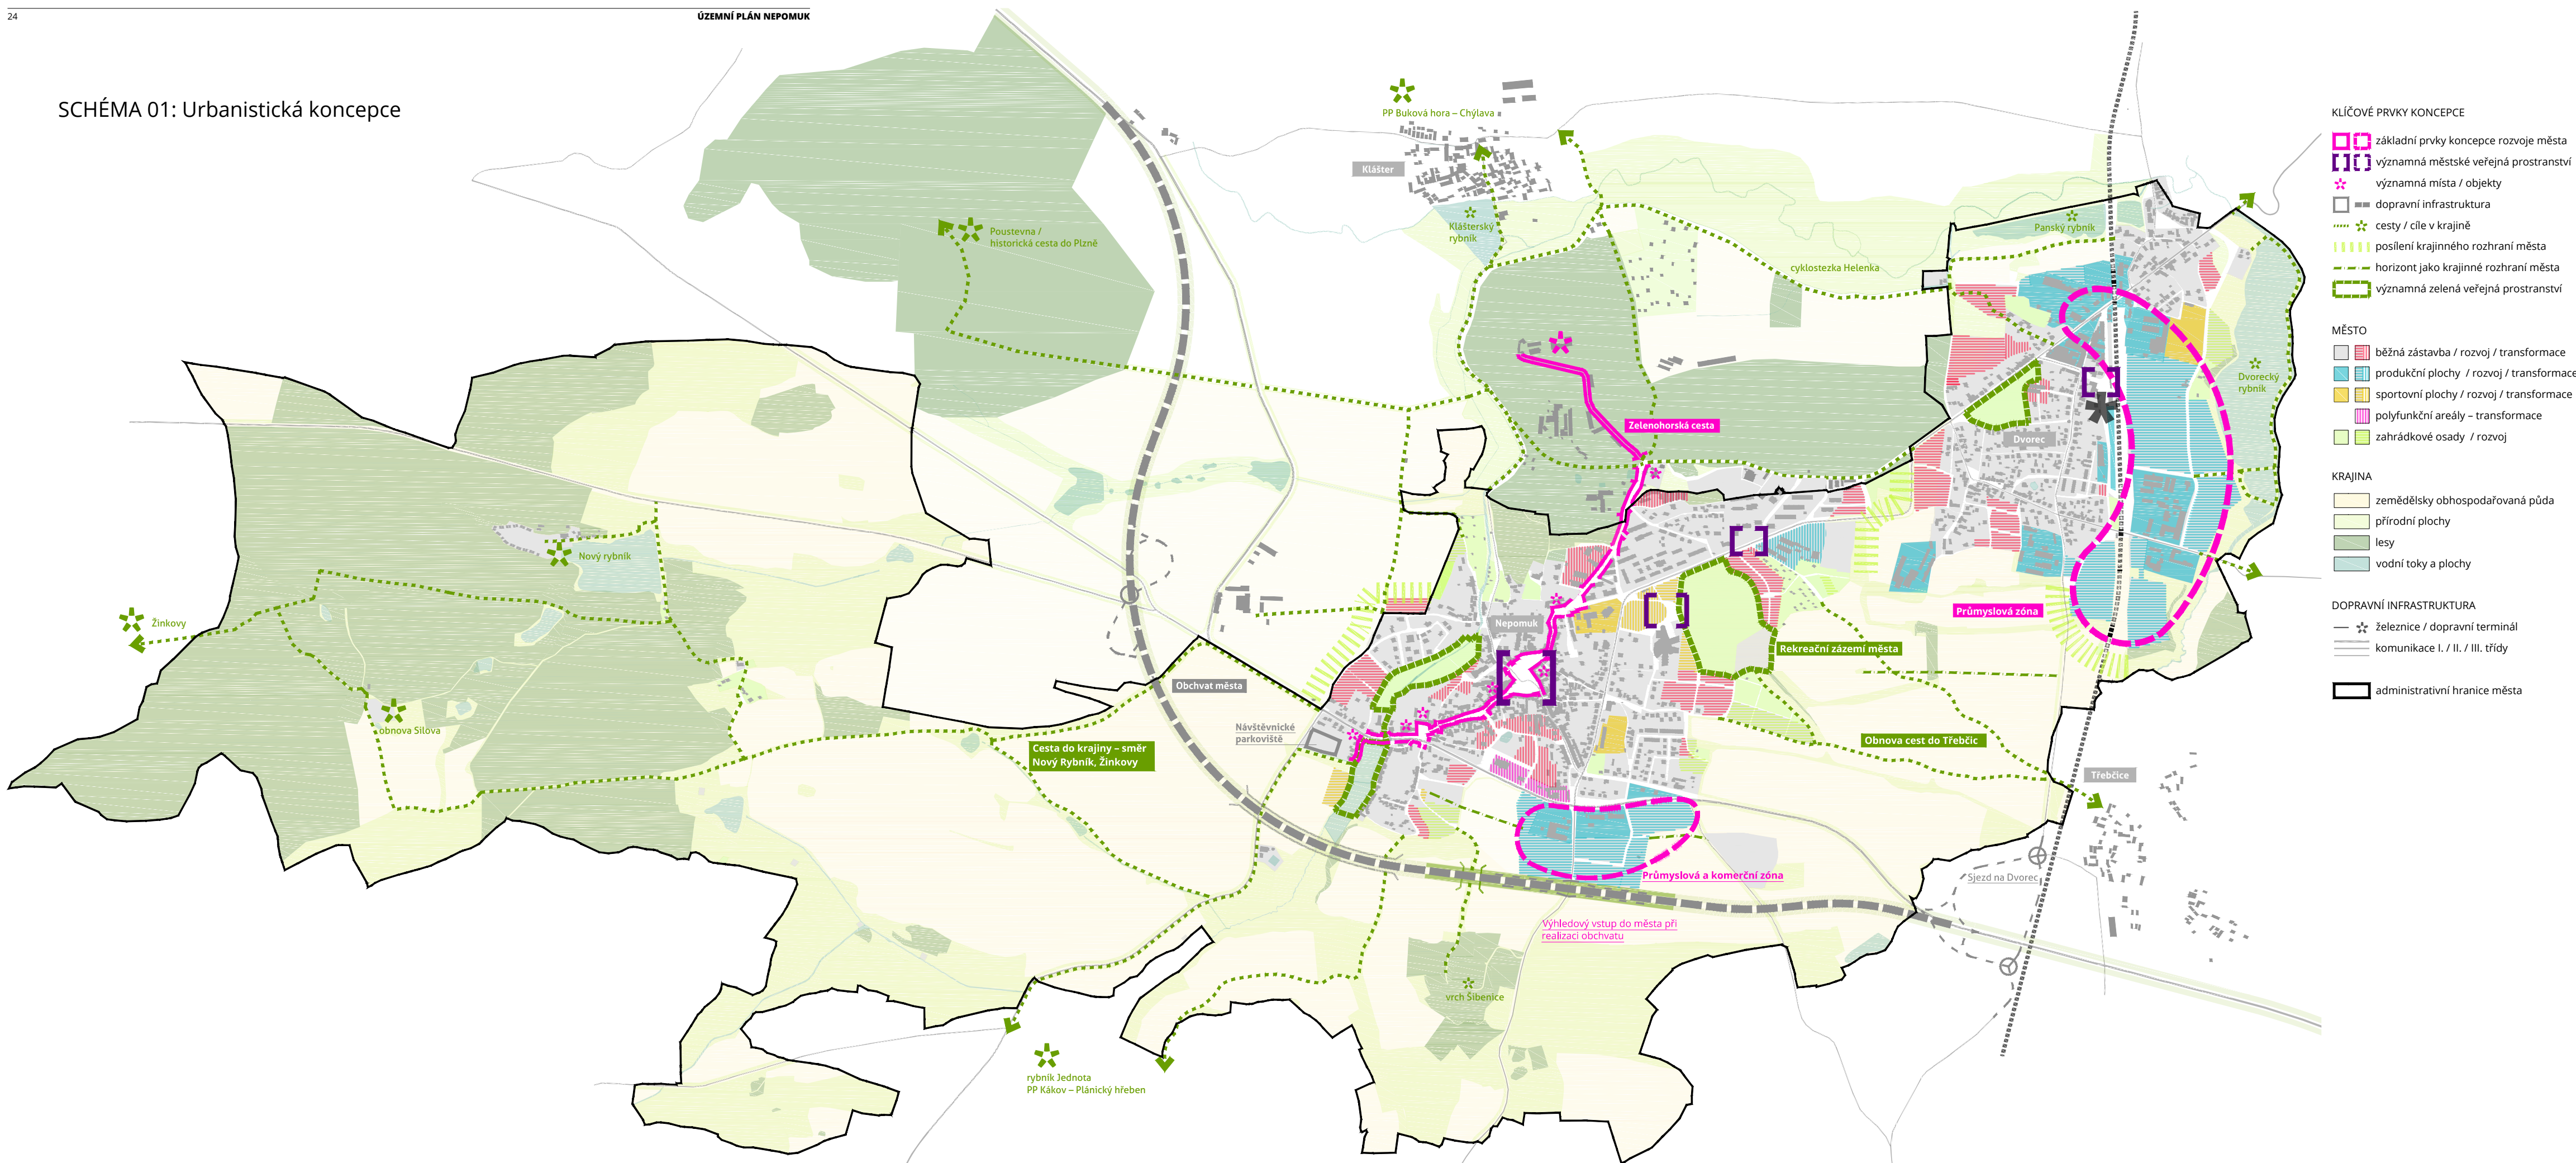 24
ÚZEMNÍ PLÁN NEPOMUK
SCHÉMA 01: Urbanistická koncepce
PP Buková hora – Chýlava
Klášter
Klášterský
rybník
Poustevna /
historická cesta do Plzně
cyklostezka Helenka
Panský rybník
Dvorecký
rybník
Zelenohorská cesta
Dvorec
Nový rybník
Žinkovy
obnova Silova
Nepomuk
Průmyslová zóna
Rekreační zázemí města
Obchvat města
Návštěvnické
parkoviště
Cesta do krajiny – směr
Nový Rybník, Žinkovy
Obnova cest do Třebčic
Třebčice
Sjezd na Dvorec
Průmyslová a komerční zóna
Výhledový vstup do města při
realizaci obchvatu
vrch Šibenice
rybník Jednota
PP Kákov – Plánický hřeben
KLÍČOVÉ PRVKY KONCEPCE
základní prvky koncepce rozvoje města
významná městské veřejná prostranství
významná místa / objekty
dopravní infrastruktura
cesty / cíle v krajině
posílení krajinného rozhraní města
horizont jako krajinné rozhraní města
významná zelená veřejná prostranství
MĚSTO
běžná zástavba / rozvoj / transformace
produkční plochy / rozvoj / transformace
sportovní plochy / rozvoj / transformace
polyfunkční areály – transformace
zahrádkové osady / rozvoj
KRAJINA
zemědělsky obhospodařovaná půda
přírodní plochy
lesy
vodní toky a plochy
DOPRAVNÍ INFRASTRUKTURA
železnice / dopravní terminál
komunikace I. / II. / III. třídy
administrativní hranice města